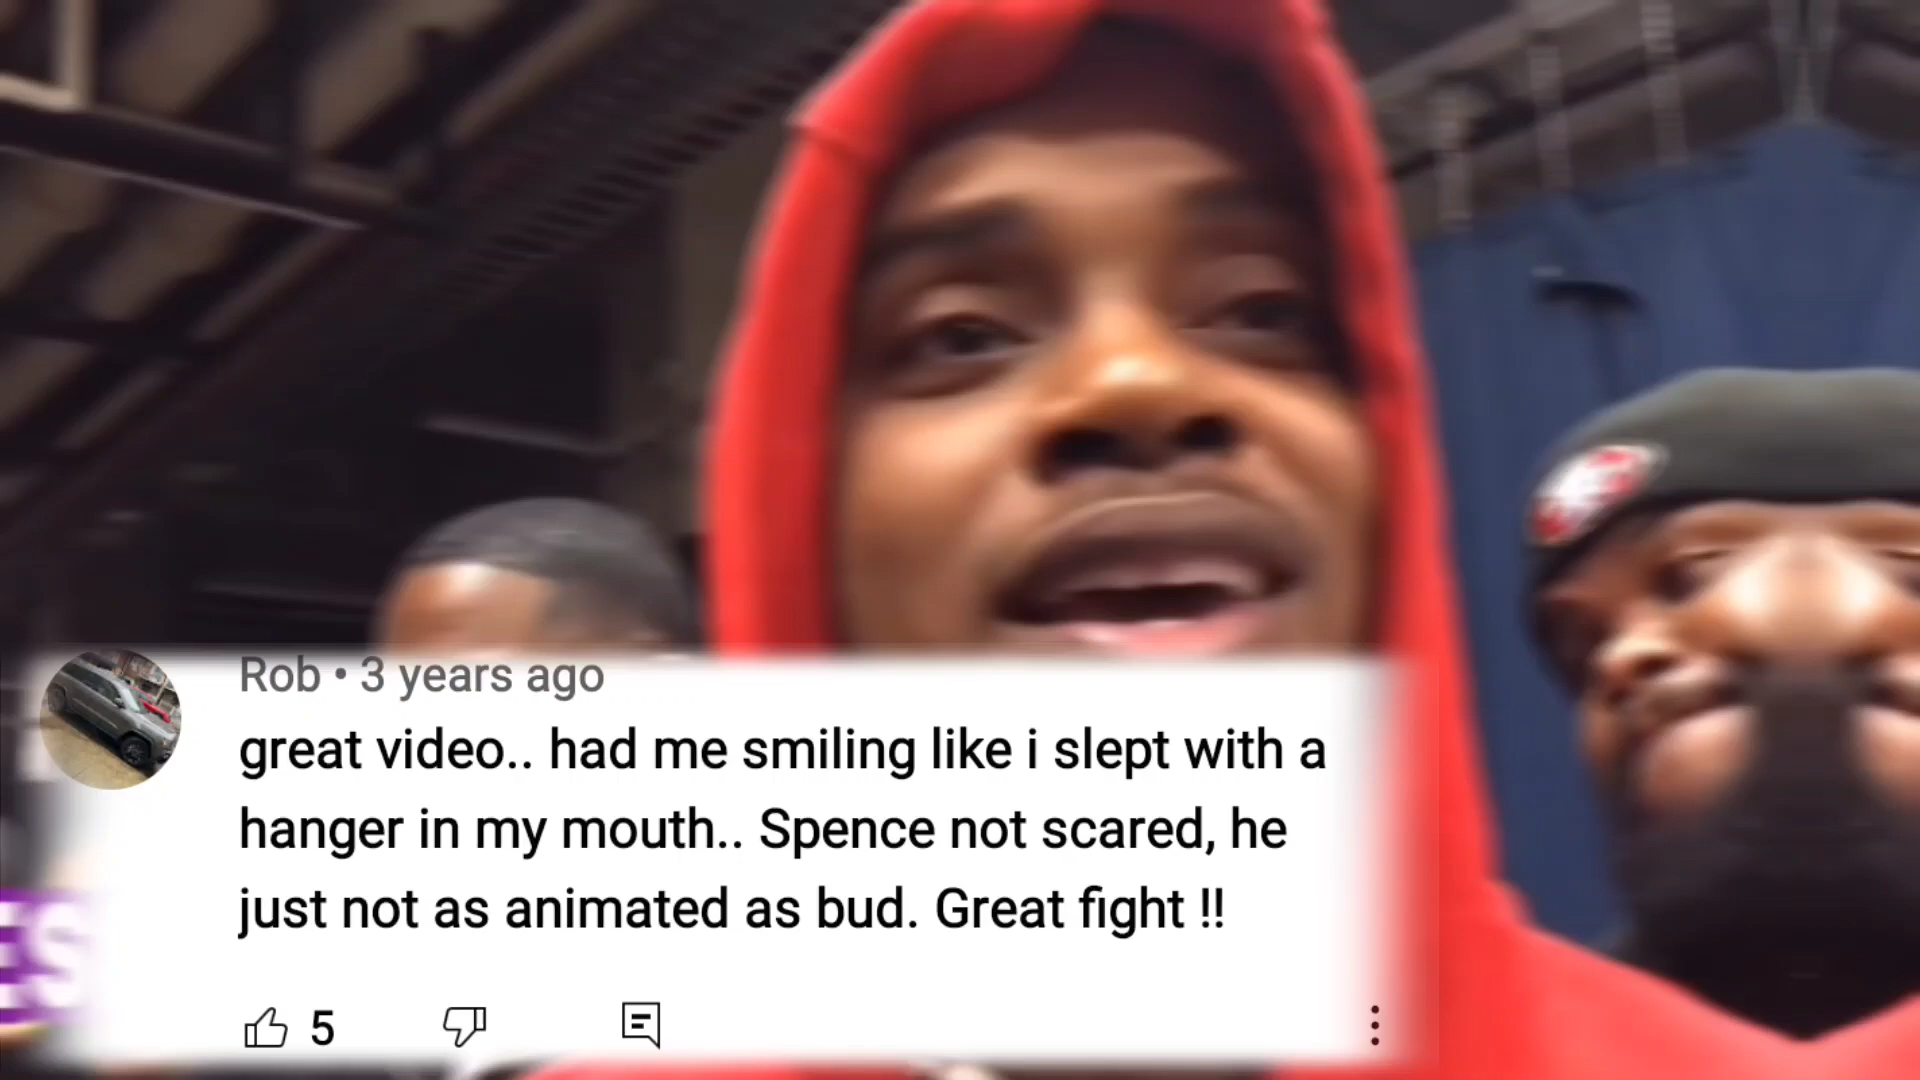 Rob • 3 years ago
great video.. had me smiling like i slept with a
hanger in my mouth.. Spence not scared, he
just not as animated as bud. Great fight !!
5
ES